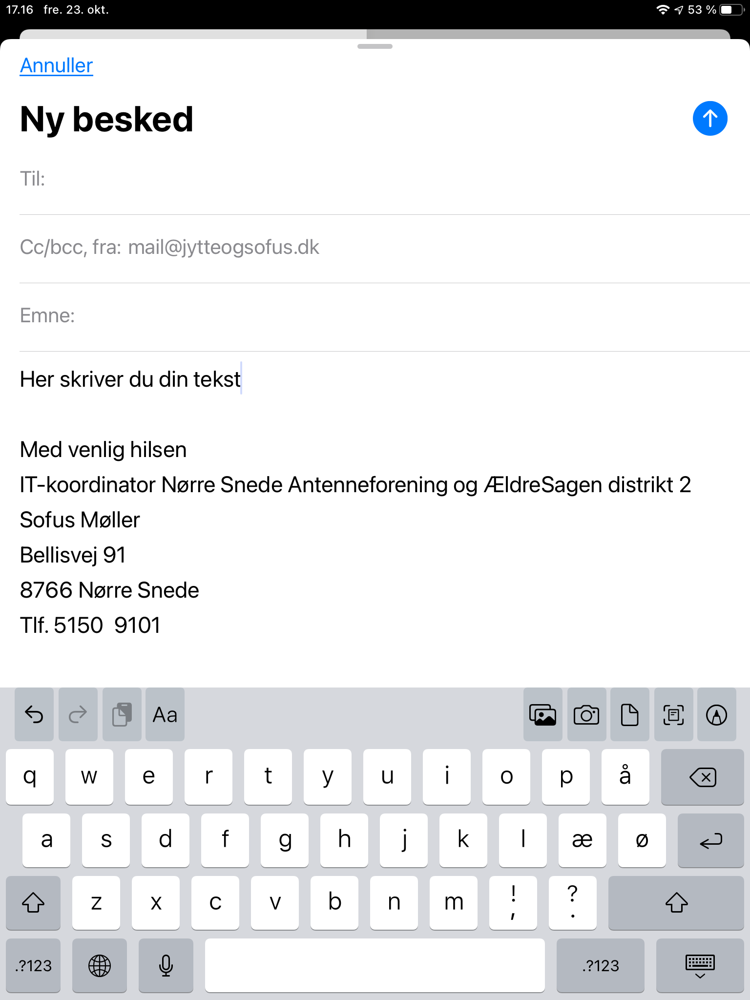 17.16 fre. 23. okt. 53 %
Annuller
Ny besked
Til:
Cc/bcc, fra: mail@jytteogsofus.dk
Emne:
Her skriver du din tekst
Med venlig hilsen
IT-koordinator Nørre Snede Antenneforening og ÆldreSagen distrikt 2
Sofus Møller
Bellisvej 91
8766 Nørre Snede
Tlf. 5150  9101
Aa
q w e r t y u i o p å
a s d f g h j k l æ ø
z x c v b n m ! , ? .
.?123 .?123